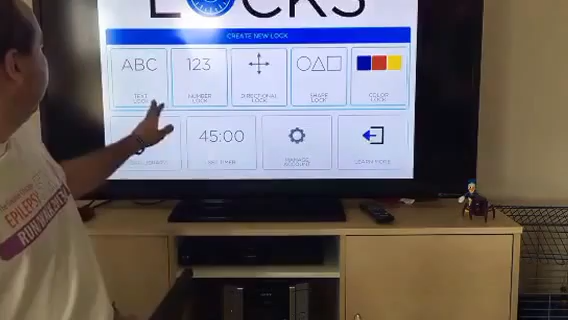 LOCKS
CREATE NEW LOCK
ABC
123
TEXT LOCK
NUMBER LOCK
DIRECTIONAL LOCK
SHAPE LOCK
COLOR LOCK
45:00
SET TIMER
MANAGE ACCOUNT
LEARN MORE
EPILEPSY
RUN/WALK